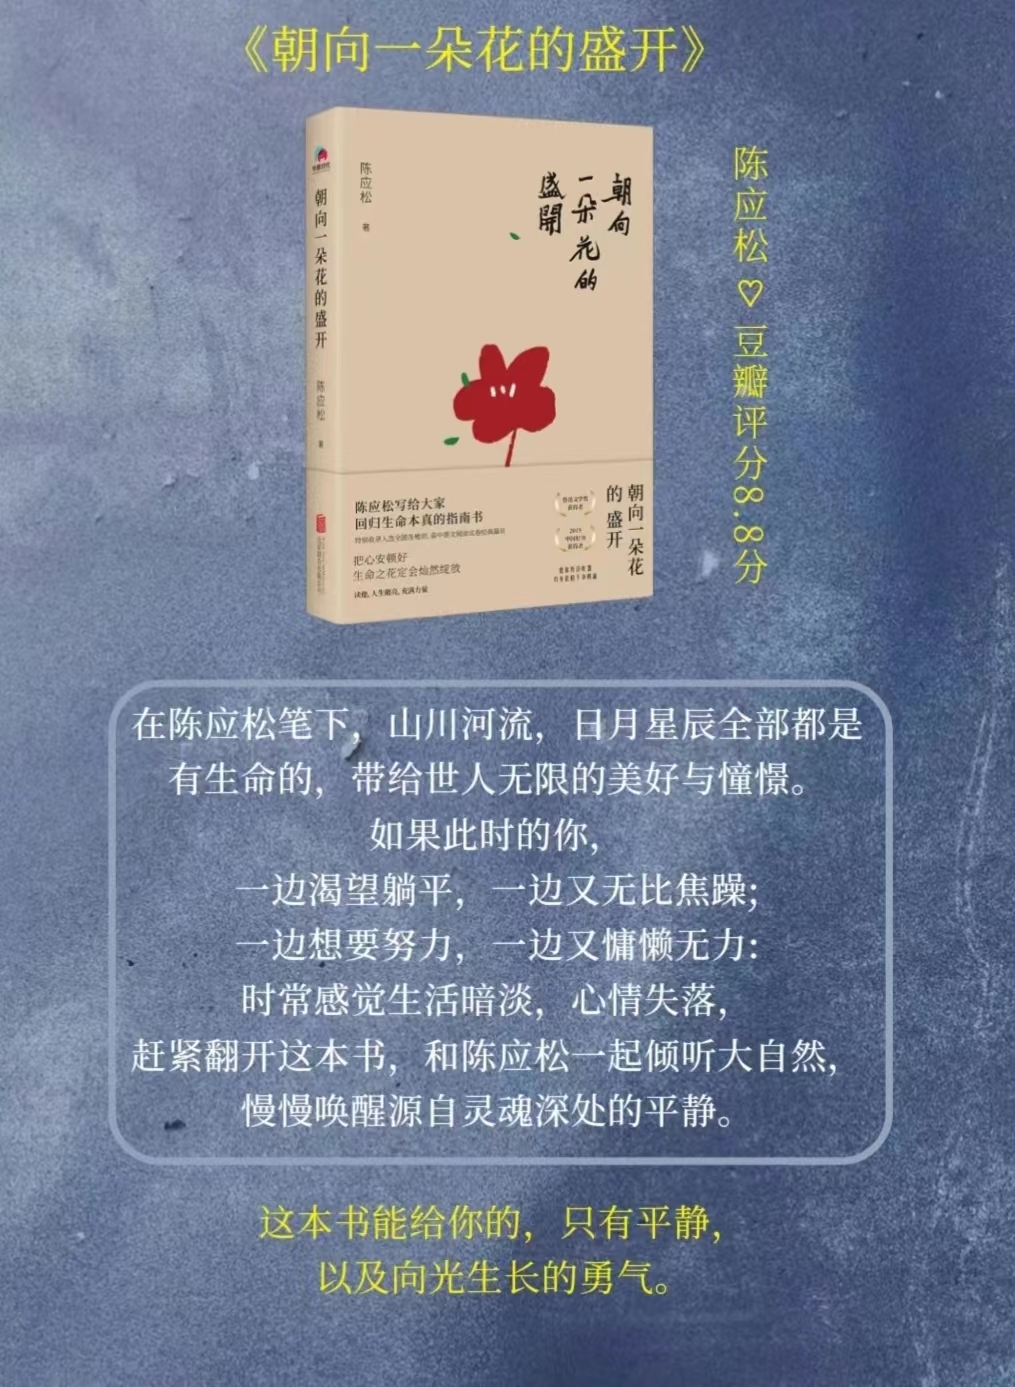 《朝向一朵花的盛开》
陈应松♡豆瓣评分8.8分
朝向一朵花的盛开
陈应松
著
陈应松
著
朝向
一朵花的
盛開
陈应松写给大家
回归生命本真的指南书
把心安顿好
生命之花定会灿然绽放
读他,人生敞亮,充满力量
朝向一朵花
的盛开
在陈应松笔下，山川河流，日月星辰全部都是
有生命的，带给世人无限的美好与憧憬。
如果此时的你，
一边渴望躺平，一边又无比焦躁；
一边想要努力，一边又慵懒无力：
时常感觉生活暗淡，心情失落，
赶紧翻开这本书，和陈应松一起倾听大自然，
慢慢唤醒源自灵魂深处的平静。
这本书能给你的，只有平静，
以及向光生长的勇气。